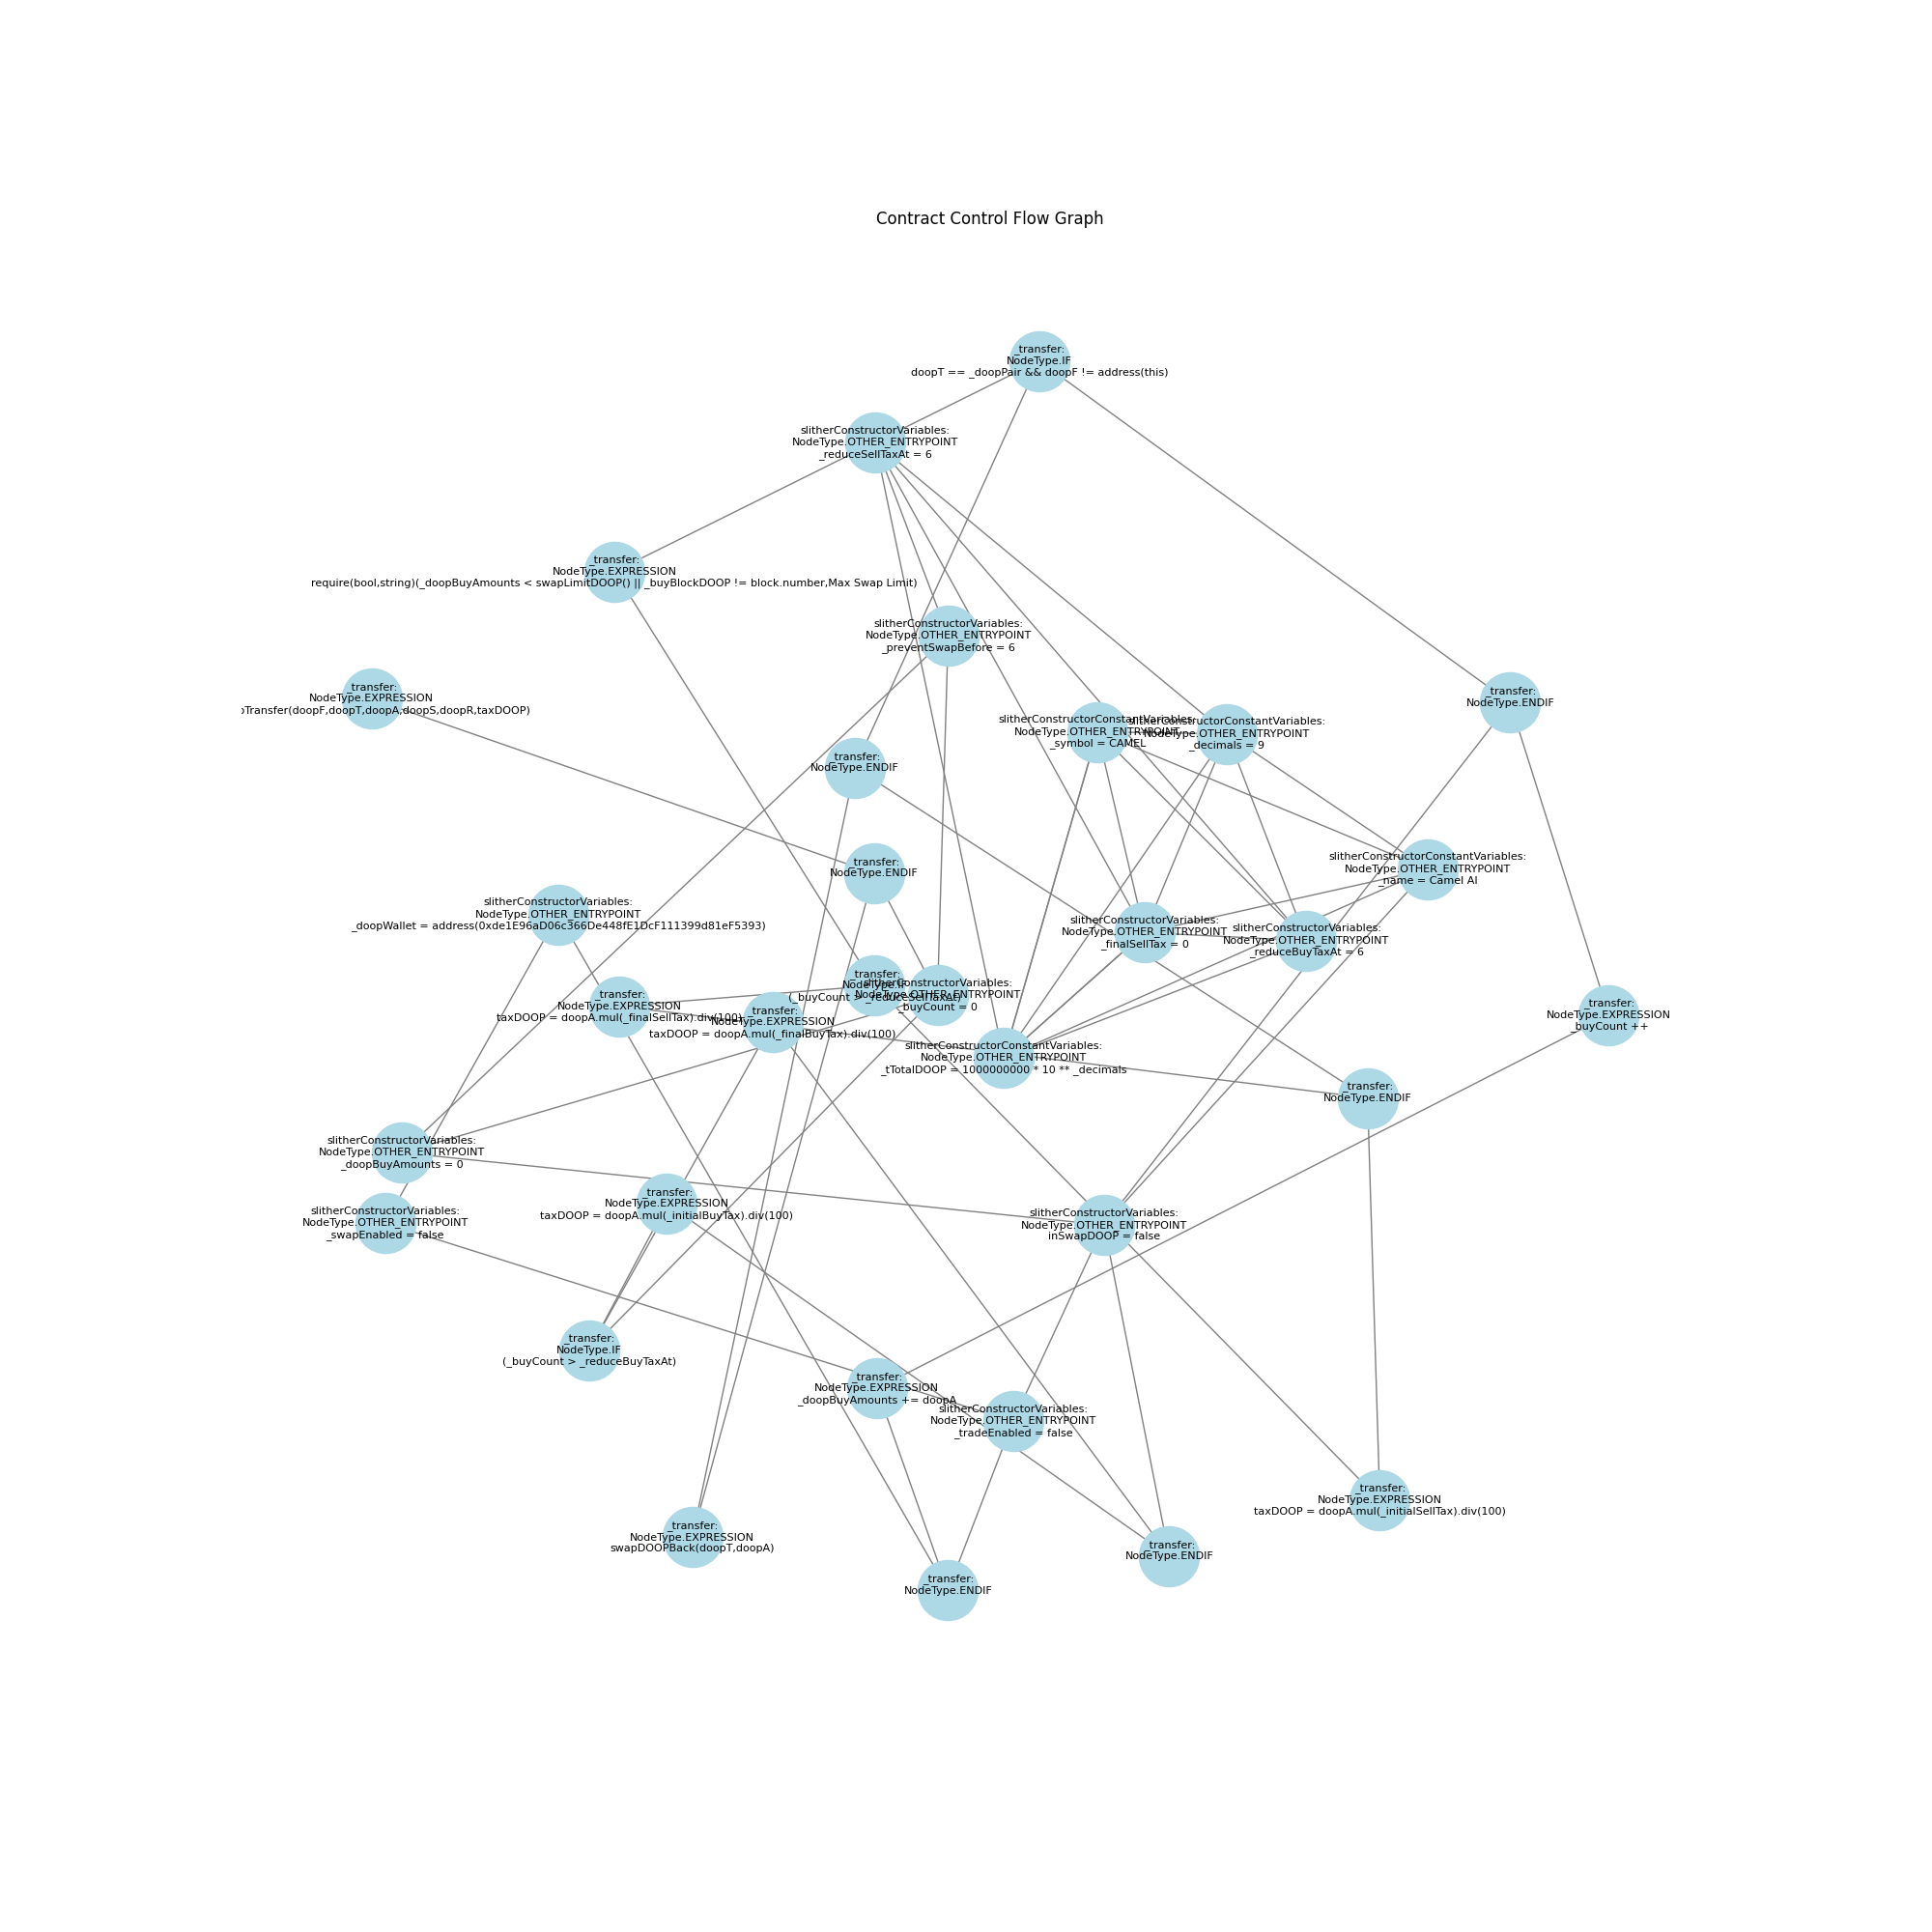 Contract Control Flow Graph
_transfer:
NodeType.IF
doopT == _doopPair && doopF != address(this)
slitherConstructorVariables:
NodeType.OTHER_ENTRYPOINT
_reduceSellTaxAt = 6
_transfer:
NodeType.EXPRESSION
require(bool,string)(_doopBuyAmounts < swapLimitDOOP() || _buyBlockDOOP != block.number,Max Swap Limit)
slitherConstructorVariables:
NodeType.OTHER_ENTRYPOINT
_preventSwapBefore = 6
_transfer:
NodeType.EXPRESSION
pTransfer(doopF,doopT,doopA,doopS,doopR,taxDOOP)
_transfer:
NodeType.ENDIF
slitherConstructorConstantVariables:
NodeType.OTHER_ENTRYPOINT
_symbol = CAMEL
slitherConstructorConstantVariables:
NodeType.OTHER_ENTRYPOINT
_decimals = 9
_transfer:
NodeType.ENDIF
_transfer:
NodeType.ENDIF
slitherConstructorConstantVariables:
NodeType.OTHER_ENTRYPOINT
_name = Camel AI
slitherConstructorVariables:
NodeType.OTHER_ENTRYPOINT
_doopWallet = address(0xde1E96aD06c366De448fE1DcF111399d81eF5393)
slitherConstructorVariables:
NodeType.OTHER_ENTRYPOINT
_finalSellTax = 0
slitherConstructorVariables:
NodeType.OTHER_ENTRYPOINT
_reduceBuyTaxAt = 6
_transfer:
NodeType.IF
(_buyCount > _reduceSellTaxAt)
slitherConstructorVariables:
NodeType.OTHER_ENTRYPOINT
_buyCount = 0
_transfer:
NodeType.EXPRESSION
taxDOOP = doopA.mul(_finalSellTax).div(100)
_transfer:
NodeType.EXPRESSION
taxDOOP = doopA.mul(_finalBuyTax).div(100)
_transfer:
NodeType.EXPRESSION
_buyCount ++
slitherConstructorConstantVariables:
NodeType.OTHER_ENTRYPOINT
_tTotalDOOP = 1000000000 * 10 ** _decimals
_transfer:
NodeType.ENDIF
slitherConstructorVariables:
NodeType.OTHER_ENTRYPOINT
_doopBuyAmounts = 0
_transfer:
NodeType.EXPRESSION
taxDOOP = doopA.mul(_initialBuyTax).div(100)
slitherConstructorVariables:
NodeType.OTHER_ENTRYPOINT
_swapEnabled = false
slitherConstructorVariables:
NodeType.OTHER_ENTRYPOINT
inSwapDOOP = false
_transfer:
NodeType.IF
(_buyCount > _reduceBuyTaxAt)
_transfer:
NodeType.EXPRESSION
_doopBuyAmounts += doopA
slitherConstructorVariables:
NodeType.OTHER_ENTRYPOINT
_tradeEnabled = false
_transfer:
NodeType.EXPRESSION
taxDOOP = doopA.mul(_initialSellTax).div(100)
_transfer:
NodeType.EXPRESSION
swapDOOPBack(doopT,doopA)
_transfer:
NodeType.ENDIF
_transfer:
NodeType.ENDIF